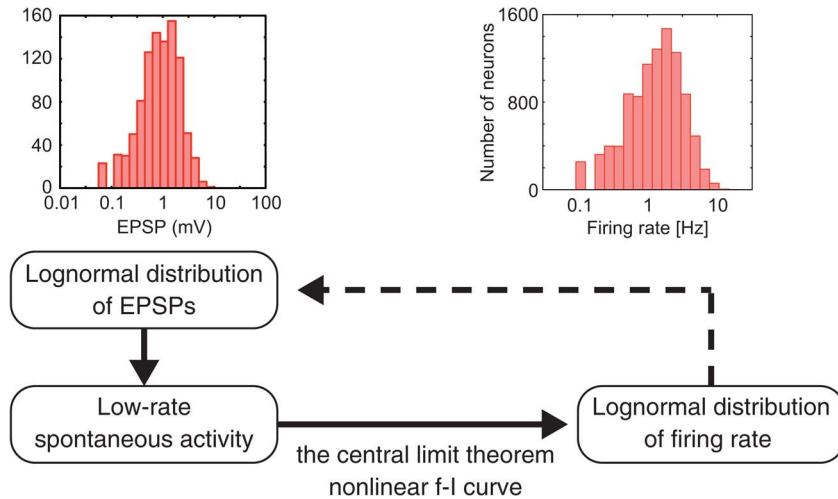 160
120
80
40
0
0.01
0.1
1
10
100
EPSP (mV)
Number of neurons
1600
800
0
0.1
1
10
Firing rate [Hz]
Lognormal distribution
of EPSPs
Low-rate
spontaneous activity
the central limit theorem
nonlinear f-I curve
Lognormal distribution
of firing rate